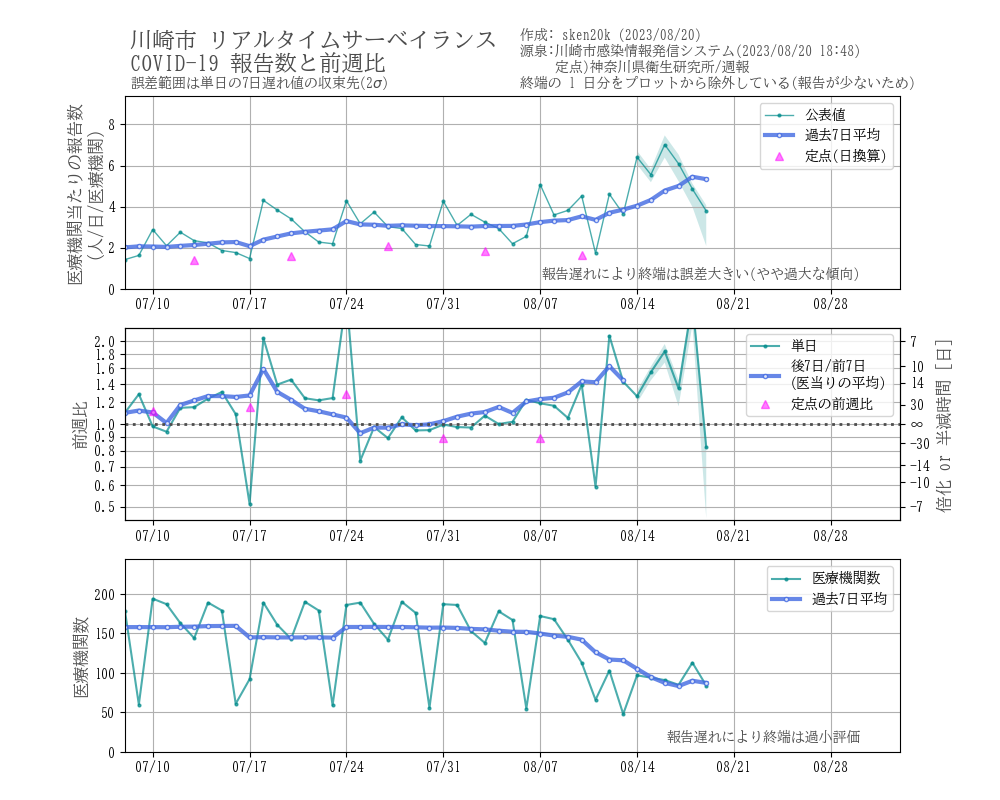 川崎市 リアルタイムサーベイランス
COVID-19 報告数と前週比
誤差範囲は単日の7日遅れ値の収束先(2σ)
作成: sken20k (2023/08/20)
源泉:川崎市感染情報発信システム(2023/08/20 18:48)
定点)神奈川県衛生研究所/週報
終端の 1 日分をプロットから除外している(報告が少ないため)
医療機関当たりの報告数
(人/日/医療機関)
8
6
4
2
0
公表値
過去7日平均
定点(日換算)
報告遅れにより終端は誤差大きい(やや過大な傾向)
07/10 07/17 07/24 07/31 08/07 08/14 08/21 08/28
前週比
2.0
1.8
1.6
1.4
1.2
1.0
0.9
0.8
0.7
0.6
0.5
単日
後7日/前7日
(医当りの平均)
定点の前週比
7
10
14
30
∞
-30
-14
-10
-7
倍化 or 半減時間 [日]
07/10 07/17 07/24 07/31 08/07 08/14 08/21 08/28
医療機関数
200
150
100
50
0
医療機関数
過去7日平均
報告遅れにより終端は過小評価
07/10 07/17 07/24 07/31 08/07 08/14 08/21 08/28